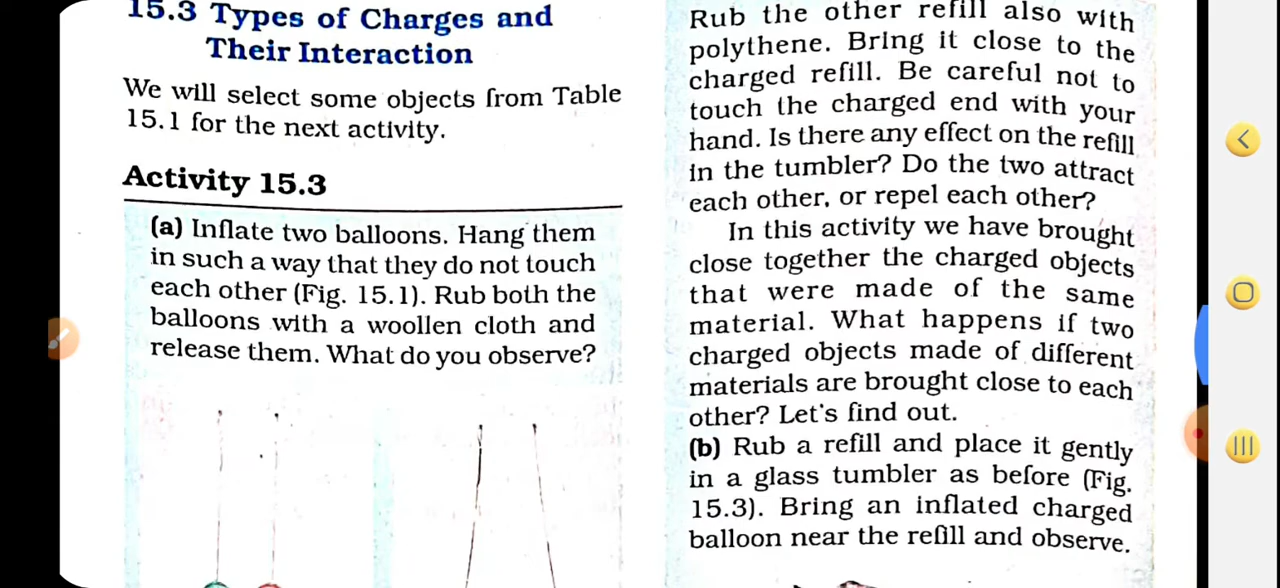 15.3 Types of Charges and
Their Interaction
We will select some objects from Table
15.1 for the next activity.
Activity 15.3
(a) Inflate two balloons. Hang them
in such a way that they do not touch
each other (Fig. 15.1). Rub both the
balloons with a woollen cloth and
release them. What do you observe?
Rub the other refill also with
polythene. Bring it close to the
charged refill. Be careful not to
touch the charged end with your
hand. Is there any effect on the refill
in the tumbler? Do the two attract
each other, or repel each other?
In this activity we have brought
close together the charged objects
that were made of the same
material. What happens if two
charged objects made of different
materials are brought close to each
other? Let's find out.
(b) Rub a refill and place it gently
in a glass tumbler as before (Fig.
15.3). Bring an inflated charged
balloon near the refill and observe.